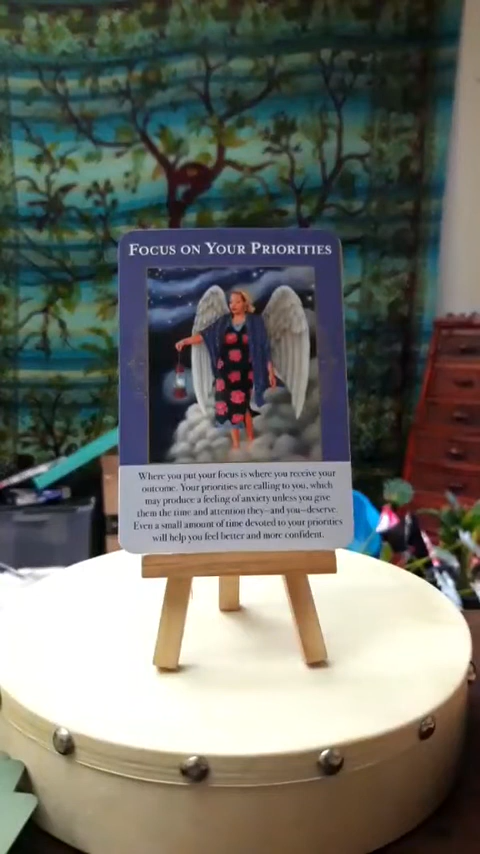 FOCUS ON YOUR PRIORITIES
Where you put your focus is where you receive your
outcome. Your priorities are calling to you, which
may produce a feeling of anxiety unless you give
them the time and attention they—and you—deserve.
Even a small amount of time devoted to your priorities
will help you feel better and more confident.